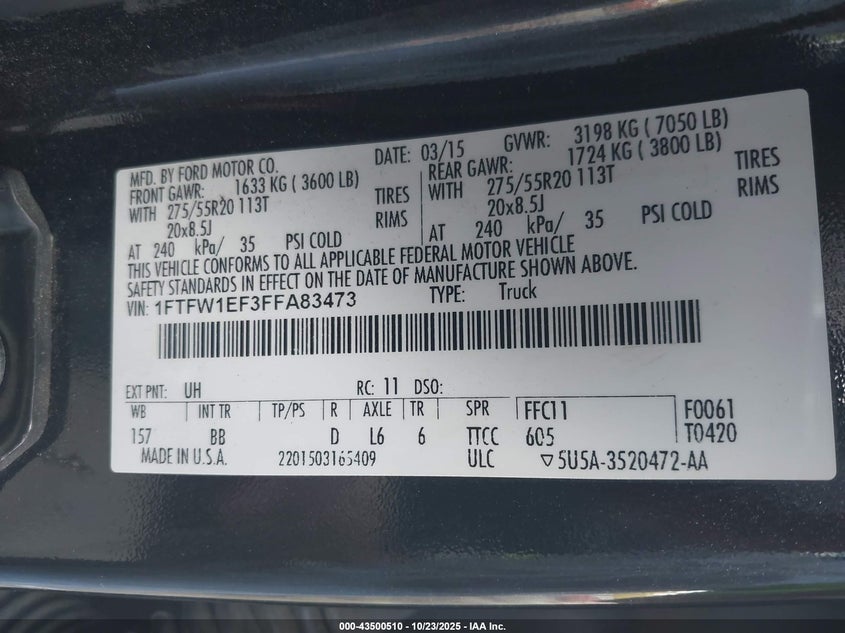 MFD. BY FORD MOTOR CO. DATE: 03/15 GVWR: 3198 KG ( 7050 LB)
FRONT GAWR: 1633 KG ( 3600 LB) REAR GAWR: 1724 KG ( 3800 LB)
WITH 275/55R20 113T TIRES WITH 275/55R20 113T TIRES
20x8.5J RIMS 20x8.5J RIMS
AT 240 kPa/ 35 PSI COLD AT 240 kPa/ 35 PSI COLD
THIS VEHICLE CONFORMS TO ALL APPLICABLE FEDERAL MOTOR VEHICLE
SAFETY STANDARDS IN EFFECT ON THE DATE OF MANUFACTURE SHOWN ABOVE.
VIN: 1FTFW1EF3FFA83473 TYPE: Truck
EXT PNT: UH RC: 11 DSO:
WB INT TR TP/PS R AXLE TR SPR FFC11 F0061
157 BB D L6 6 TTCC 605 T0420
MADE IN U.S.A. 2201503165409 ULC ▽5U5A-3520472-AA
000-43500510 - 10/23/2025 - IAA Inc.